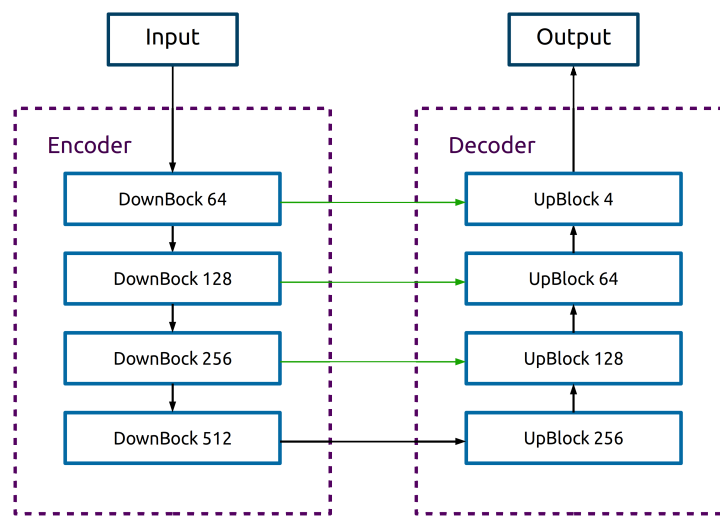 Input
Output
Encoder
Decoder
DownBock 64
UpBlock 4
DownBock 128
UpBlock 64
DownBock 256
UpBlock 128
DownBock 512
UpBlock 256